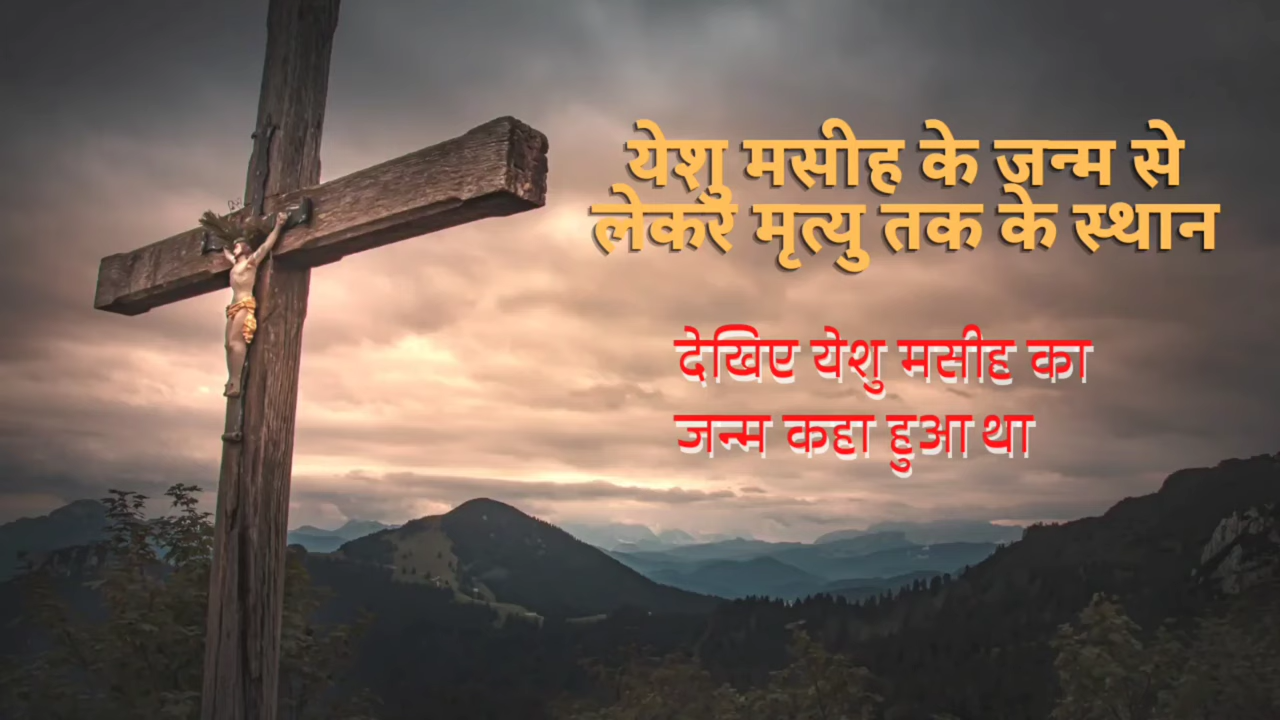 येशु मसीह के जन्म से
लेकर मृत्यु तक के स्थान
देखिए येशु मसीह का
जन्म कहा हुआ था